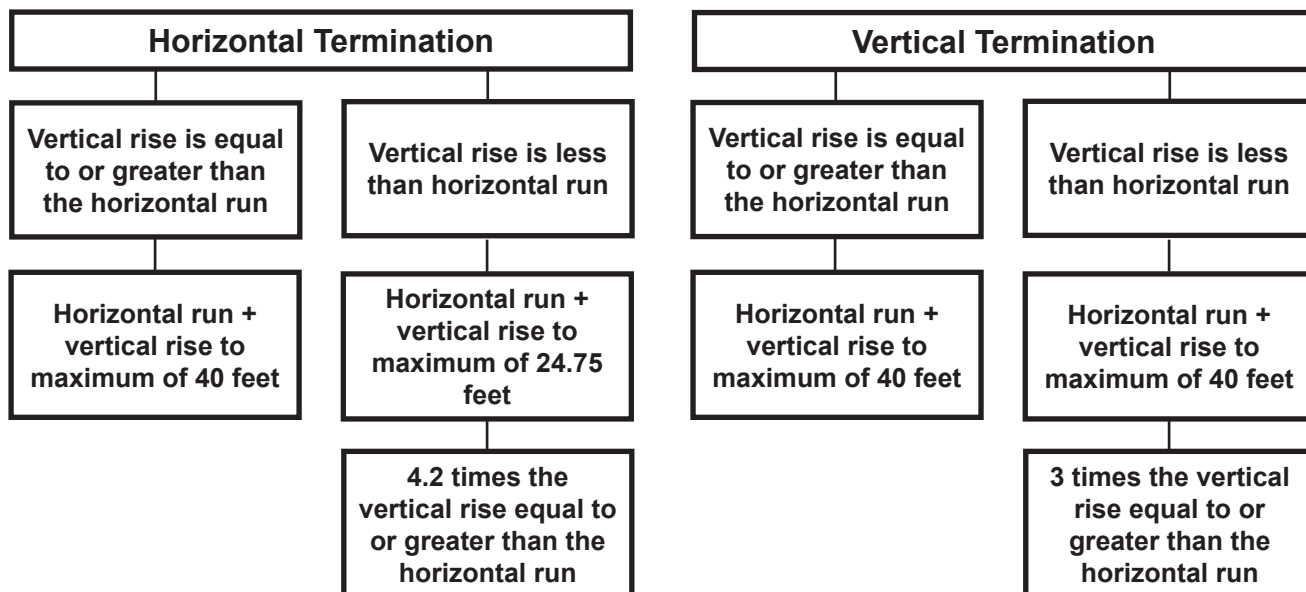 Horizontal Termination
Vertical rise is equal
to or greater than
the horizontal run
Horizontal run +
vertical rise to
maximum of 40 feet
Vertical rise is less
than horizontal run
Horizontal run +
vertical rise to
maximum of 24.75
feet
4.2 times the
vertical rise equal to
or greater than the
horizontal run
Vertical Termination
Vertical rise is equal
to or greater than
the horizontal run
Horizontal run +
vertical rise to
maximum of 40 feet
Vertical rise is less
than horizontal run
Horizontal run +
vertical rise to
maximum of 40 feet
3 times the vertical
rise equal to or
greater than the
horizontal run